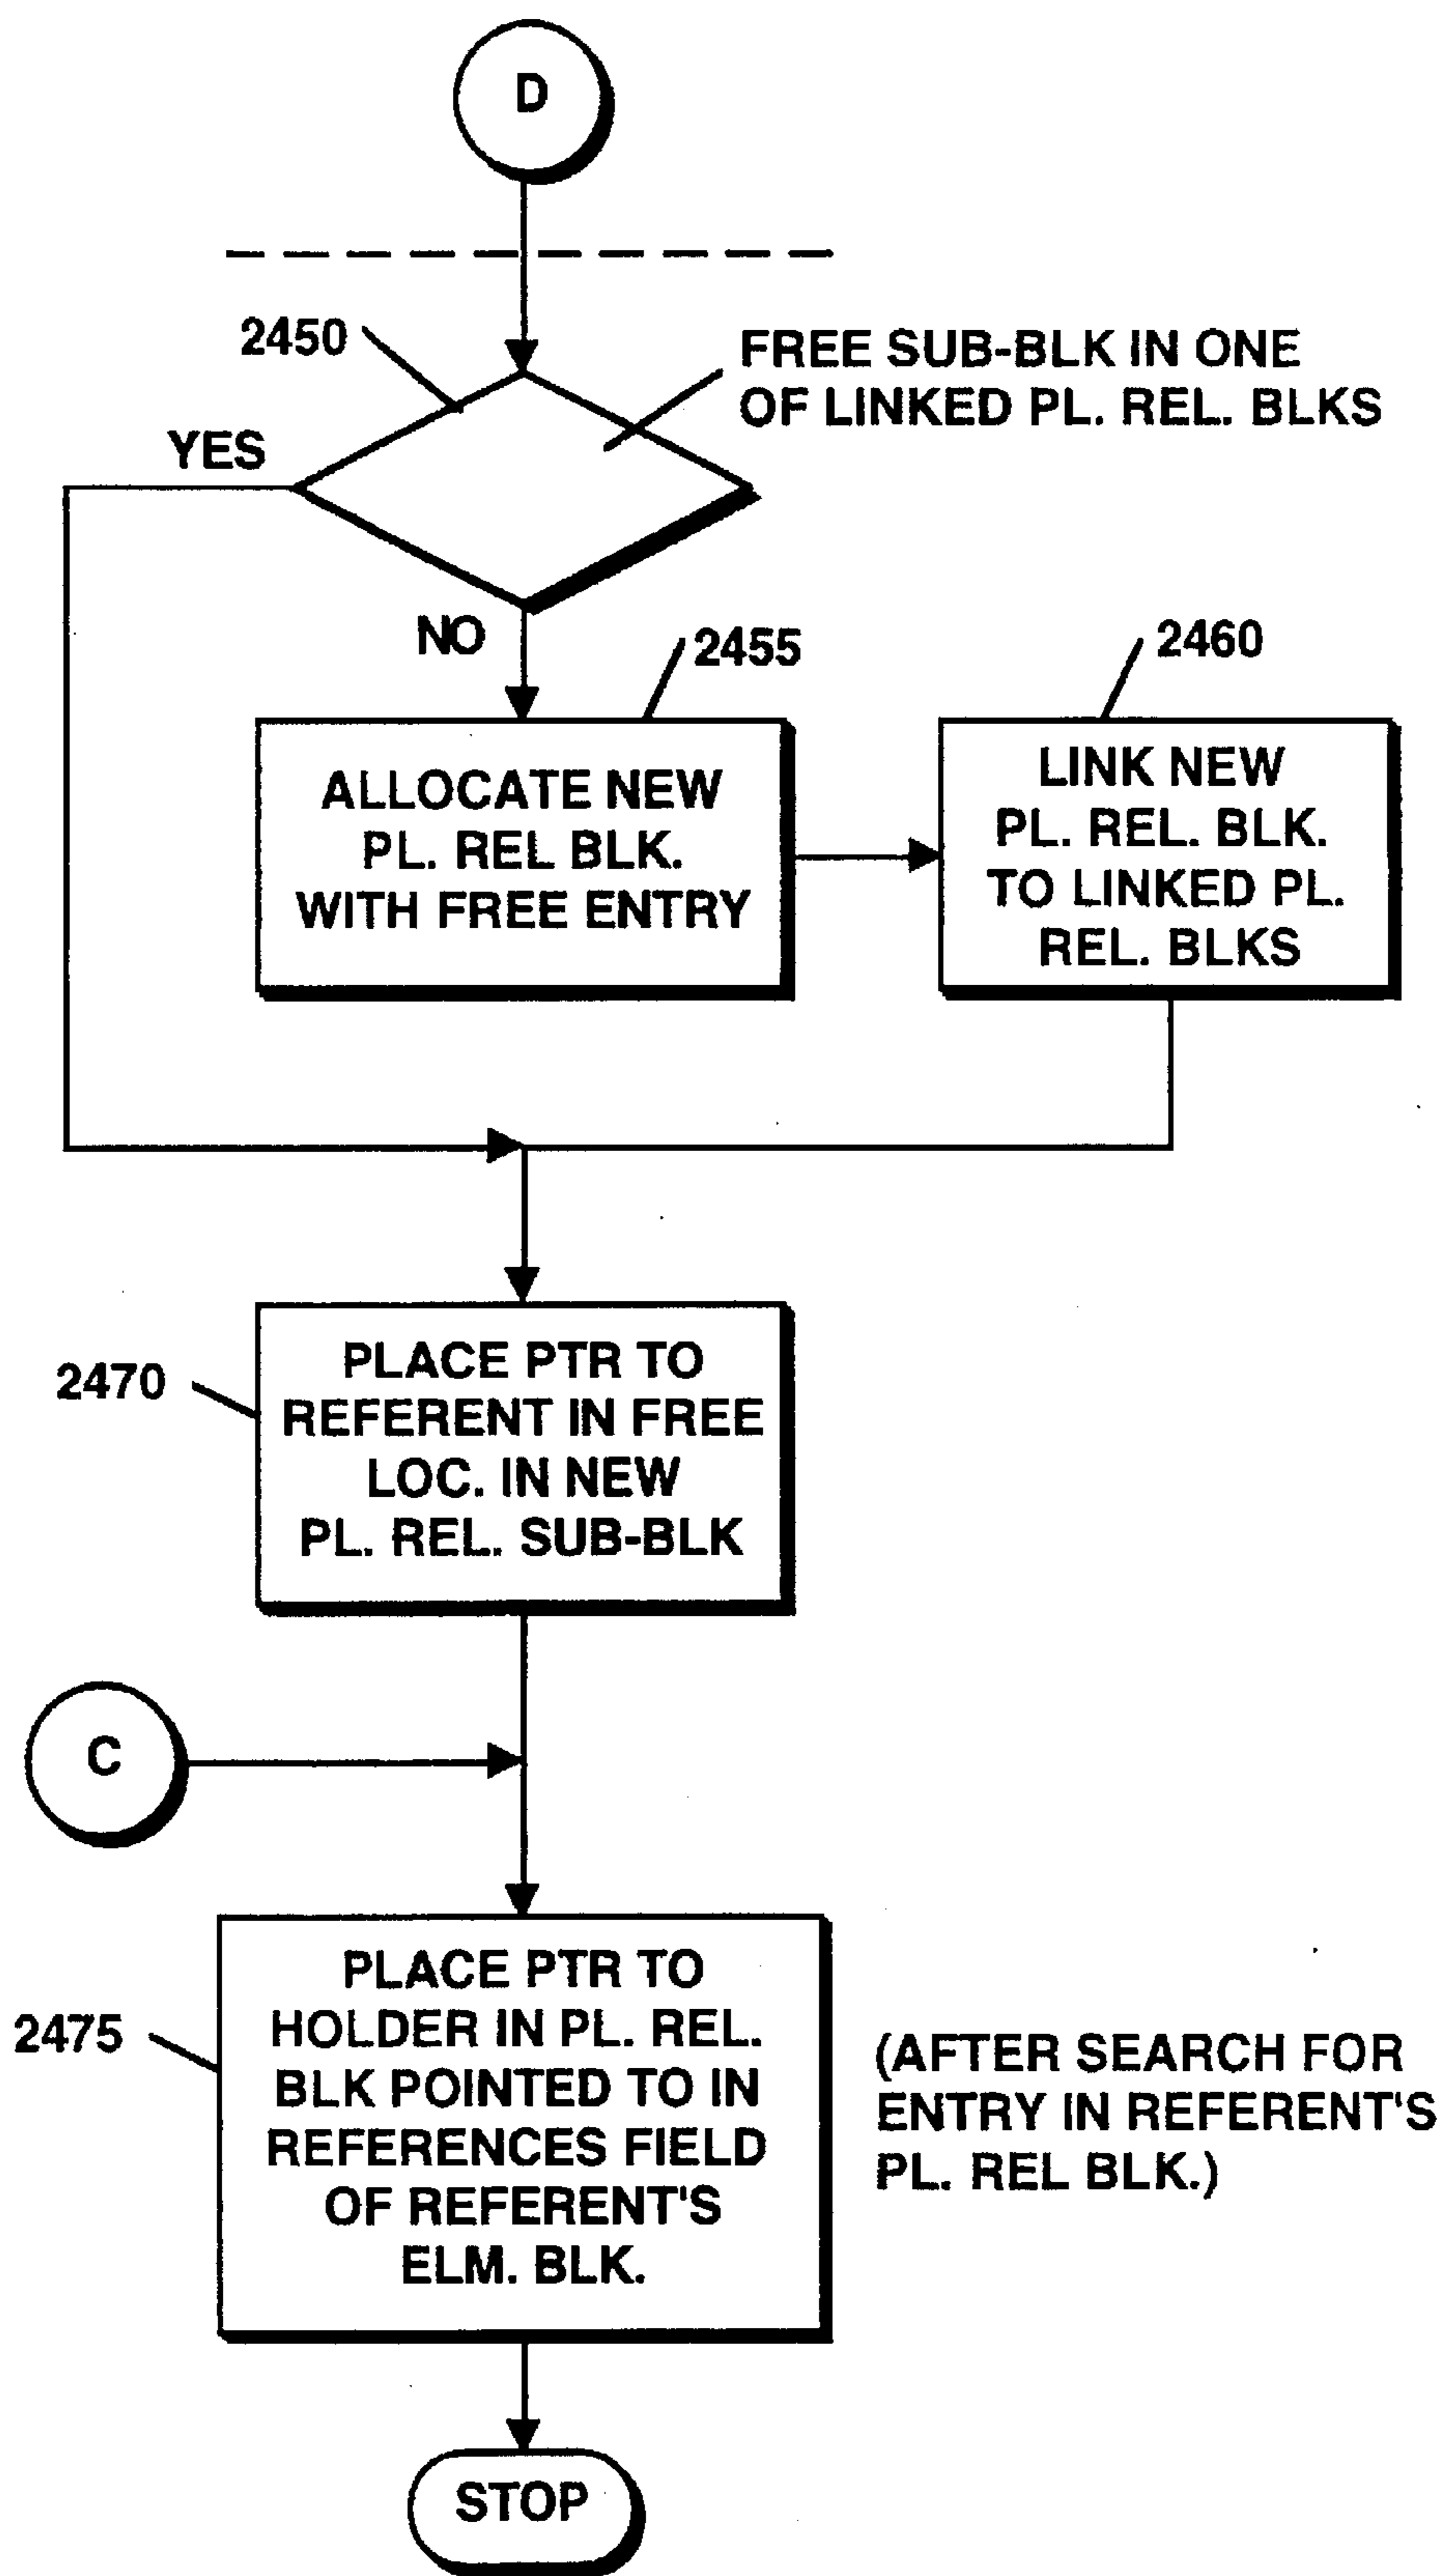 D
2450
FREE SUB-BLK IN ONE
OF LINKED PL. REL. BLKS
YES
NO
2455
2460
ALLOCATE NEW
PL. REL BLK.
WITH FREE ENTRY
LINK NEW
PL. REL. BLK.
TO LINKED PL.
REL. BLKS
2470
PLACE PTR TO
REFERENT IN FREE
LOC. IN NEW
PL. REL. SUB-BLK
C
2475
PLACE PTR TO
HOLDER IN PL. REL.
BLK POINTED TO IN
REFERENCES FIELD
OF REFERENT'S
ELM. BLK.
(AFTER SEARCH FOR
ENTRY IN REFERENT'S
PL. REL BLK.)
STOP